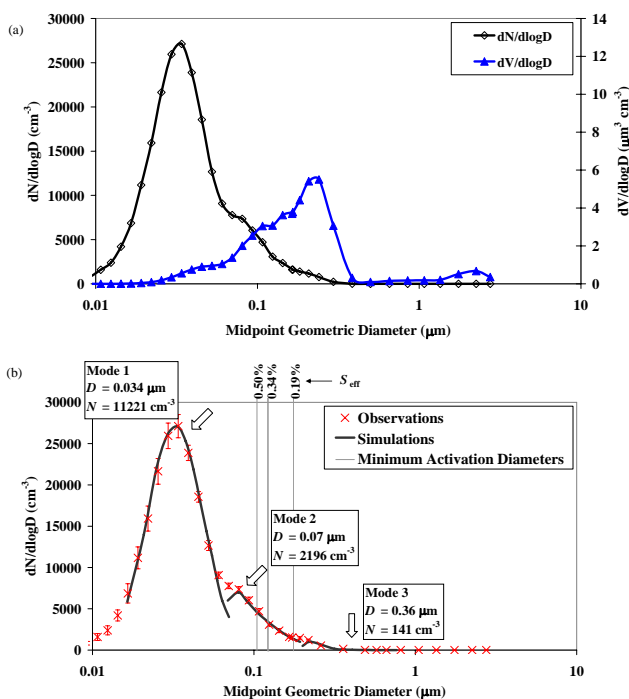 (a)
30000
25000
20000
15000
10000
5000
0
dN/dlogD (cm-3)
14
12
10
8
6
4
2
0
dV/dlogD (μm3 cm-3)
dN/dlogD
dV/dlogD
0.01
0.1
1
10
Midpoint Geometric Diameter (μm)
(b)
Mode 1
D = 0.034 μm
N = 11221 cm-3
0.50%
0.34%
0.19%
Seff
30000
25000
20000
15000
10000
5000
0
dN/dlogD (cm-3)
Observations
Simulations
Minimum Activation Diameters
Mode 2
D = 0.07 μm
N = 2196 cm-3
Mode 3
D = 0.36 μm
N = 141 cm-3
0.01
0.1
1
10
Midpoint Geometric Diameter (μm)